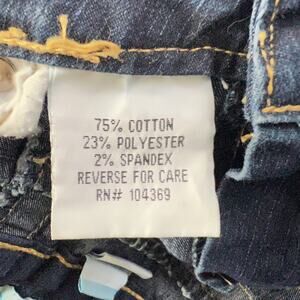 75% COTTON
23% POLYESTER
2% SPANDEX
REVERSE FOR CARE
RN# 104369